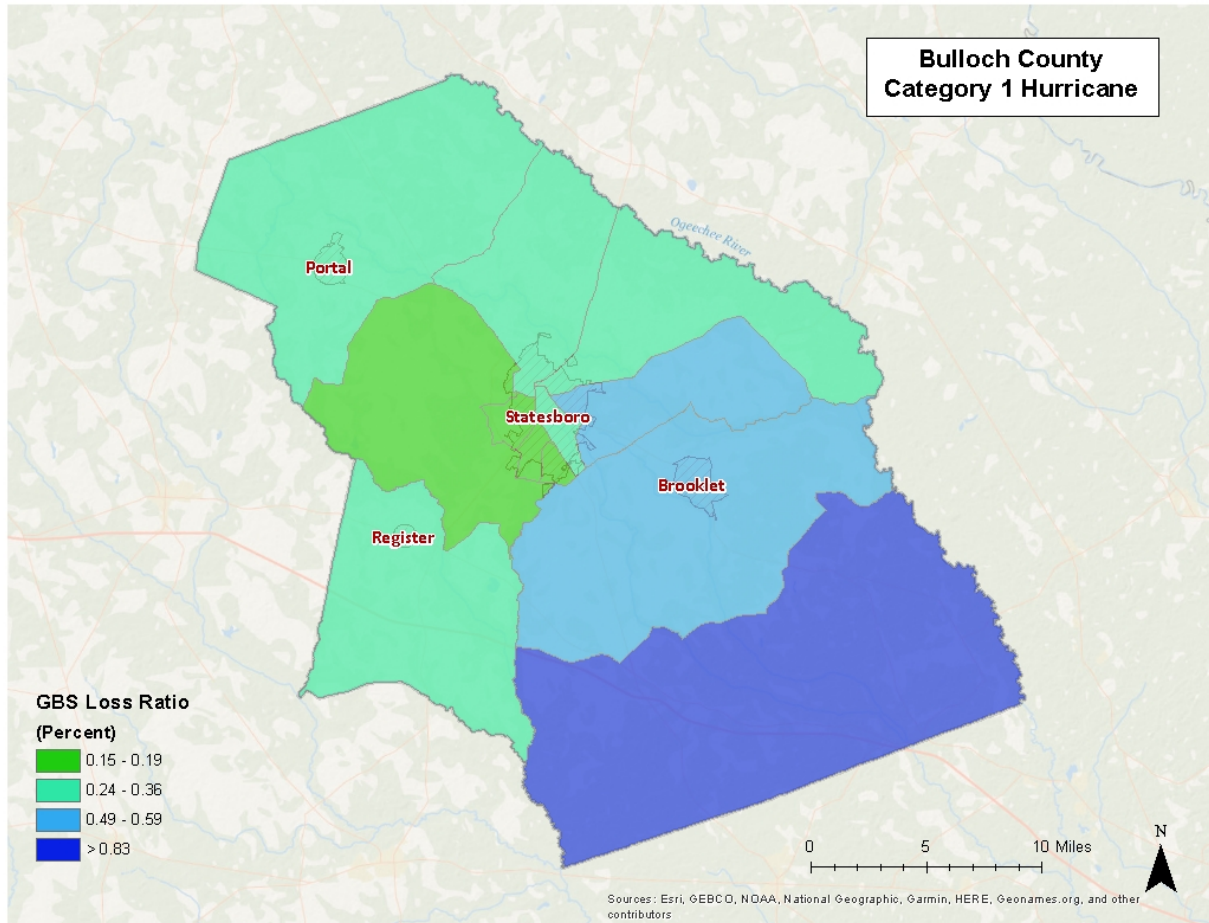 Bulloch County
Category 1 Hurricane
Ogeechee River
Portal
Statesboro
Brooklet
Register
GBS Loss Ratio
(Percent)
0.15 - 0.19
0.24 - 0.36
0.49 - 0.59
> 0.83
0 5 10 Miles
N
Sources: Esri, GEBCO, NOAA, National Geographic, Garmin, HERE, Geonames.org, and other
contributors